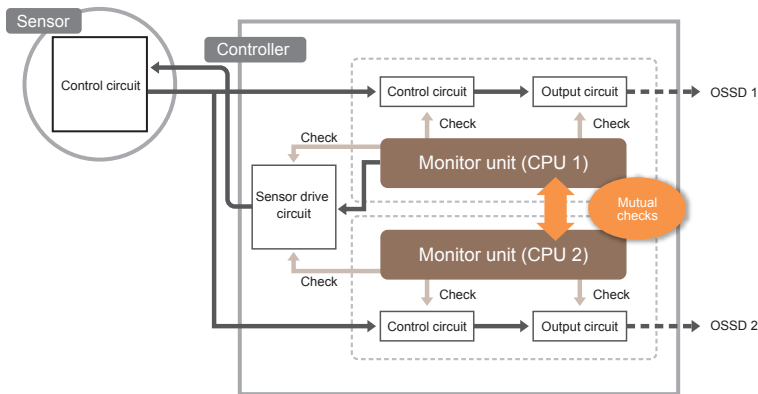 Sensor
Controller
Control circuit
Control circuit
Output circuit
OSSD 1
Check
Check
Check
Monitor unit (CPU 1)
Sensor drive
circuit
Mutual
checks
Monitor unit (CPU 2)
Check
Check
Check
Control circuit
Output circuit
OSSD 2